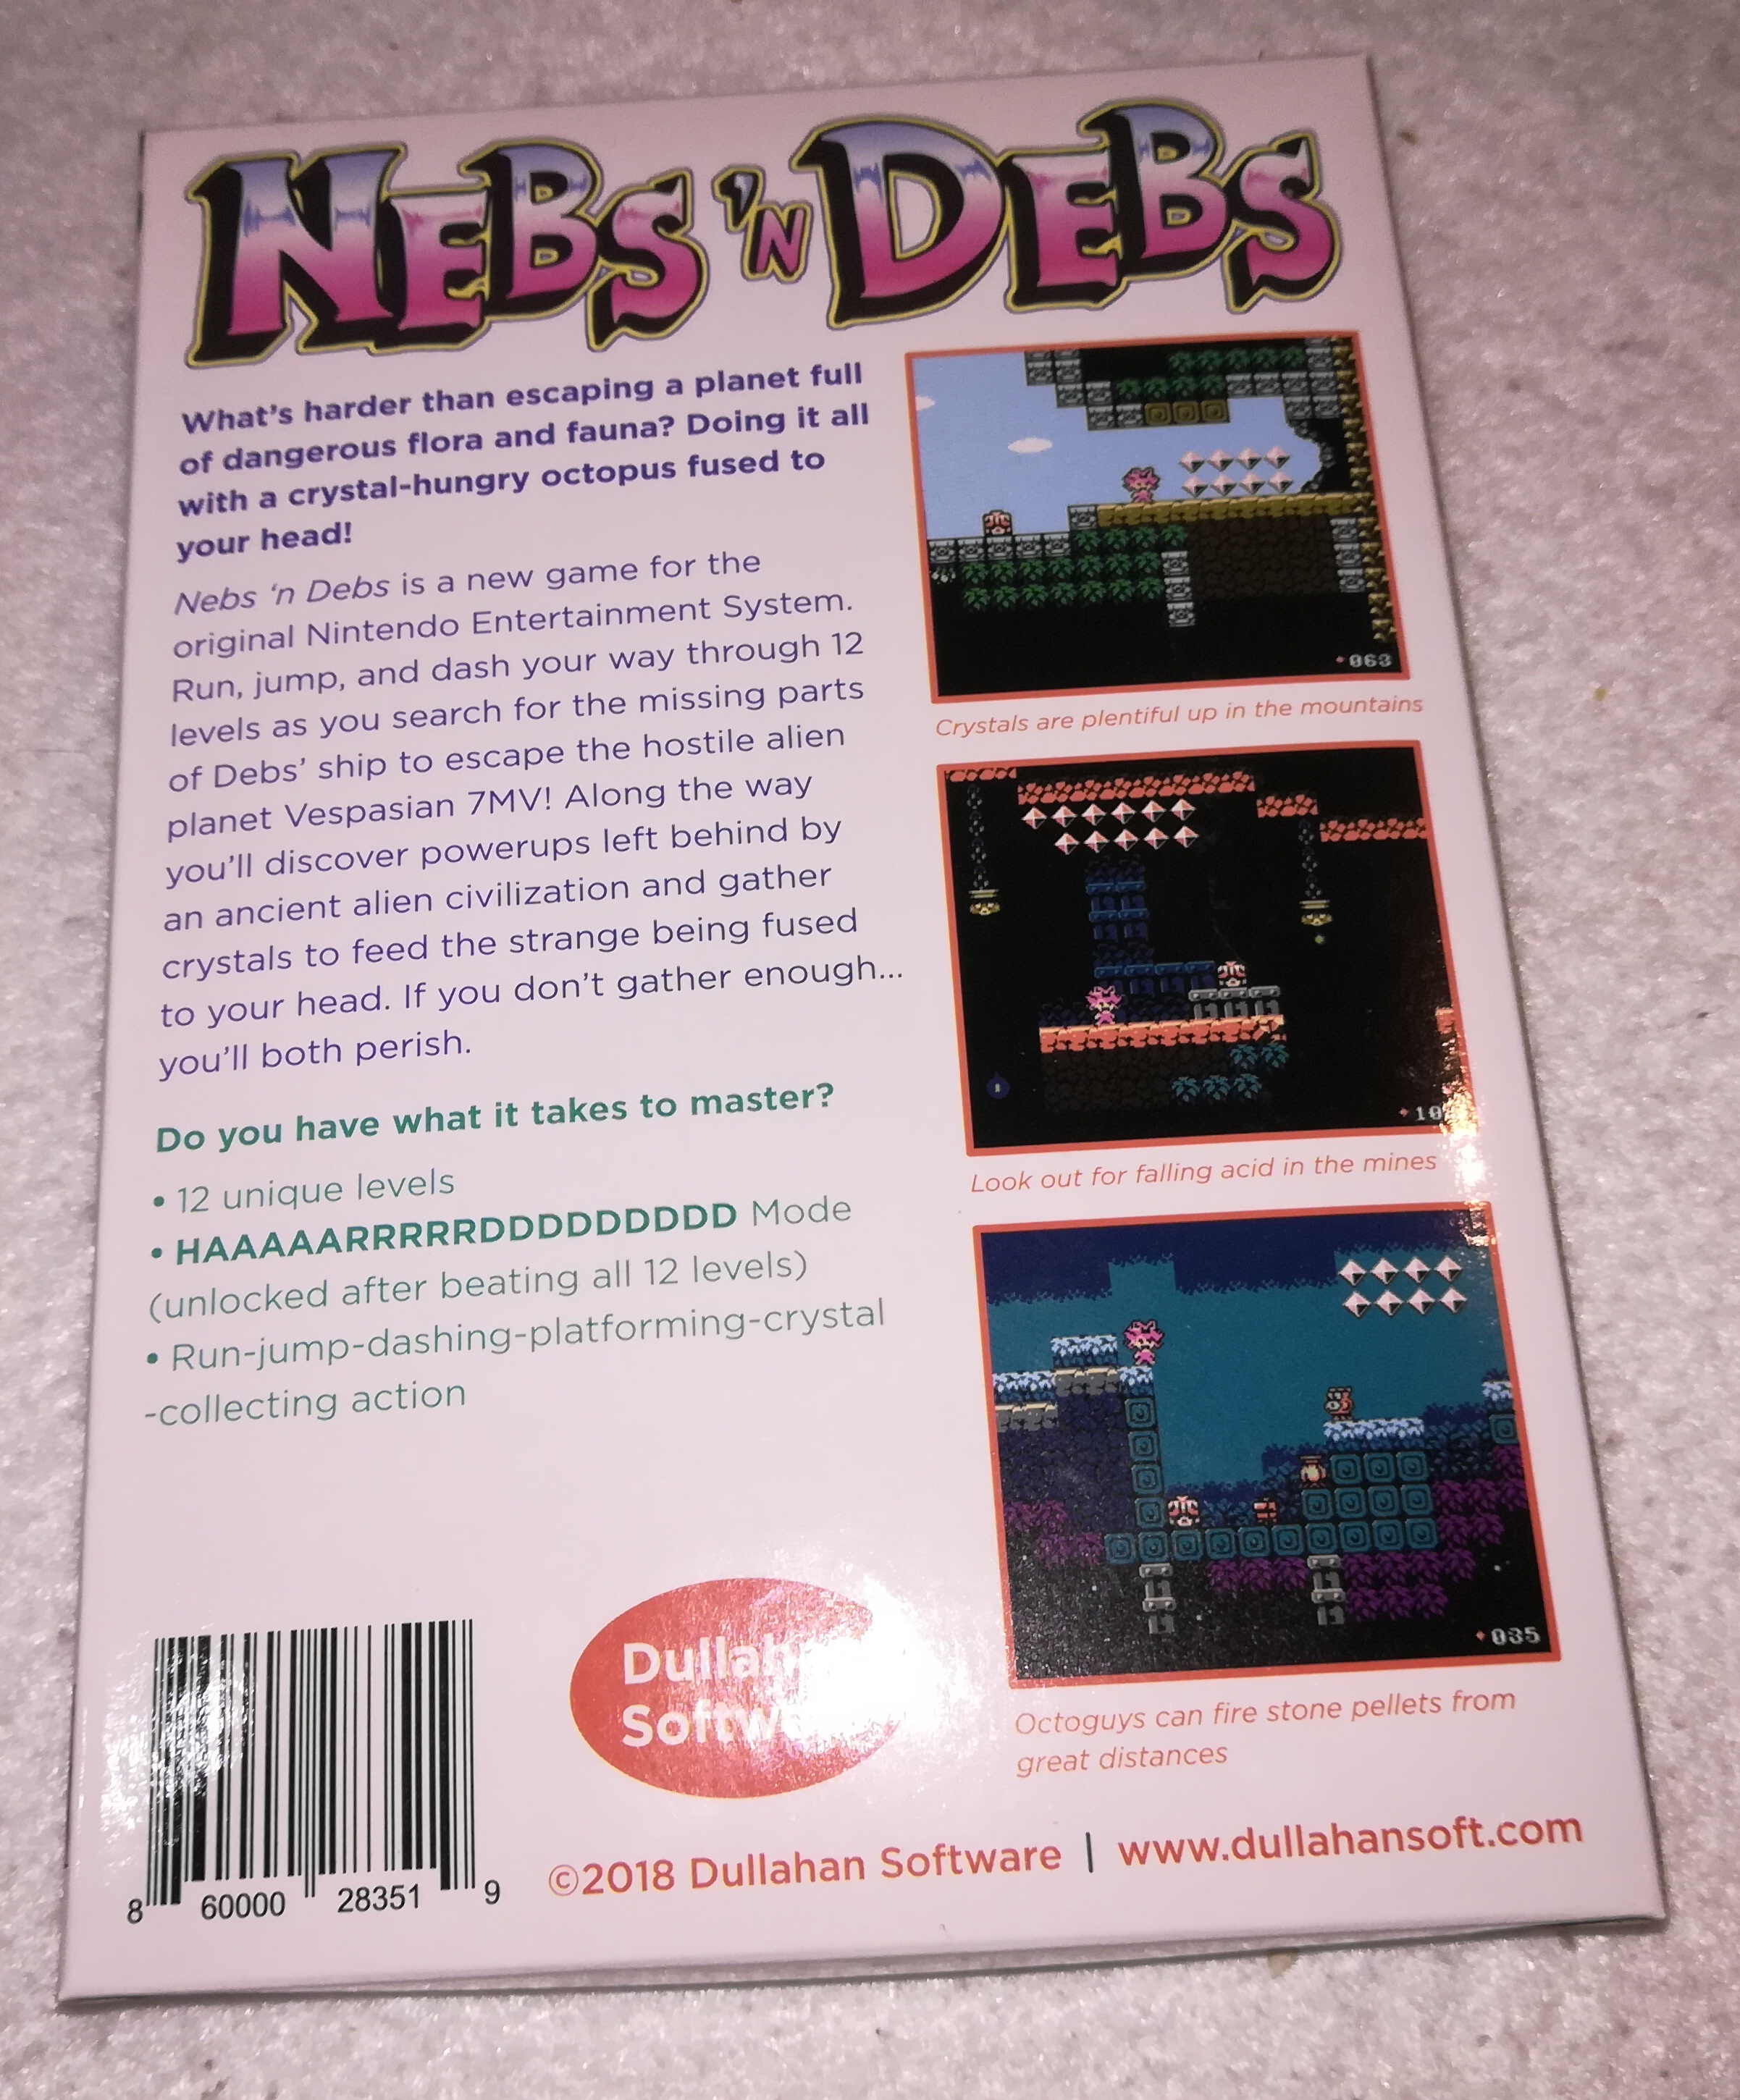 NEBS 'N DEBS
What's harder than escaping a planet full
of dangerous flora and fauna? Doing it all
with a crystal-hungry octopus fused to
your head!
Nebs 'n Debs is a new game for the
original Nintendo Entertainment System.
Run, jump, and dash your way through 12
levels as you search for the missing parts
of Debs' ship to escape the hostile alien
planet Vespasian 7MV! Along the way
you'll discover powerups left behind by
an ancient alien civilization and gather
crystals to feed the strange being fused
to your head. If you don't gather enough...
you'll both perish.
Do you have what it takes to master?
• 12 unique levels
• HAAAAARRRRRDDDDDDDDD Mode
(unlocked after beating all 12 levels)
• Run-jump-dashing-platforming-crystal
-collecting action
063
Crystals are plentiful up in the mountains
Look out for falling acid in the mines
035
Octoguys can fire stone pellets from
great distances
8 60000 28351 9
©2018 Dullahan Software | www.dullahansoft.com